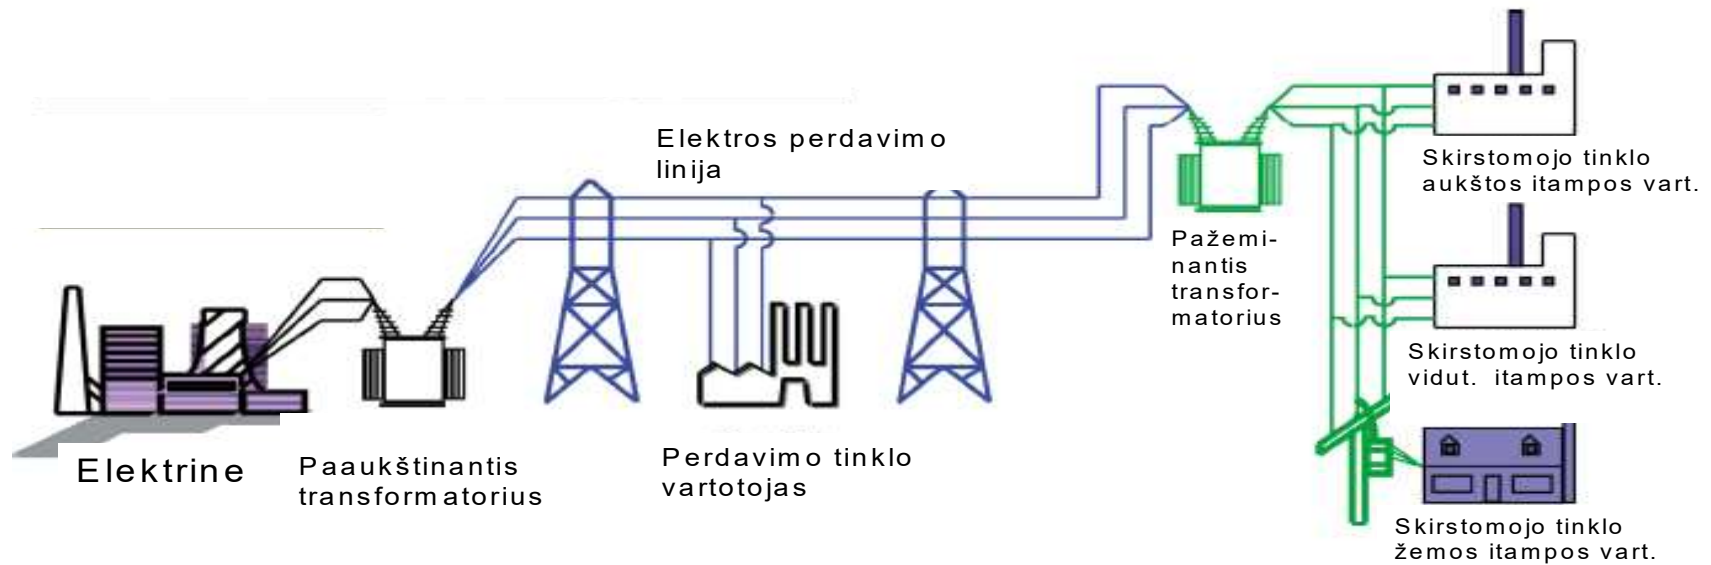 Elektros perdavimo
linija
Skirstomojo tinklo
aukštos itampos vart.
Pažemi-
nantis
transfor-
matorius
Skirstomojo tinklo
vidut. itampos vart.
Elektrine
Paaukštinantis
transformatorius
Perdavimo tinklo
vartotojas
Skirstomojo tinklo
žemos itampos vart.